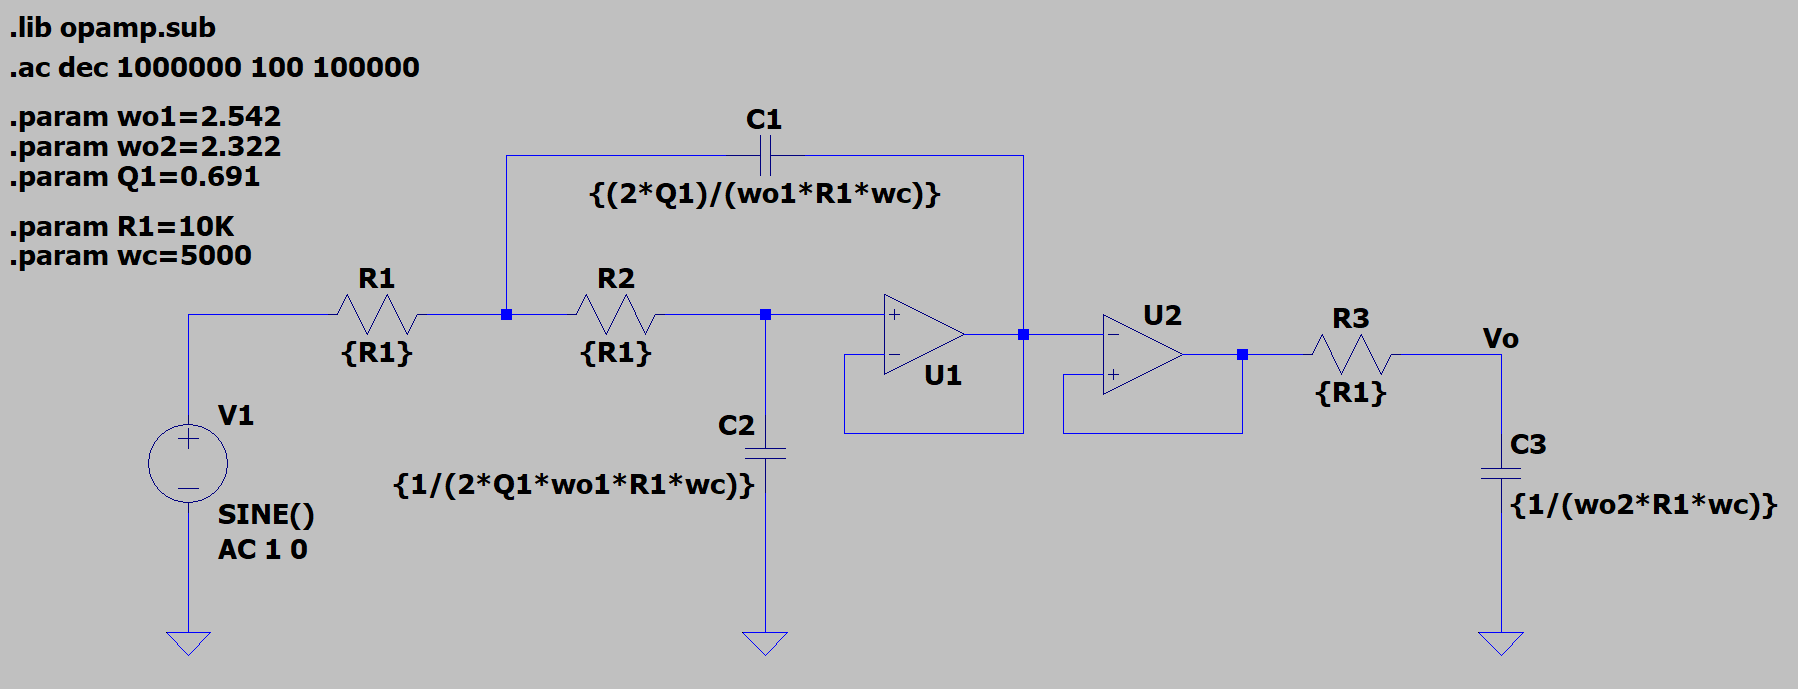 .lib opamp.sub
.ac dec 1000000 100 100000
.param wo1=2.542
.param wo2=2.322
.param Q1=0.691
.param R1=10K
.param wc=5000
C1
{(2*Q1)/(wo1*R1*wc)}
R1
{R1}
R2
{R1}
U1
U2
R3
{R1}
Vo
V1
SINE()
AC 1 0
C2
{1/(2*Q1*wo1*R1*wc)}
C3
{1/(wo2*R1*wc)}